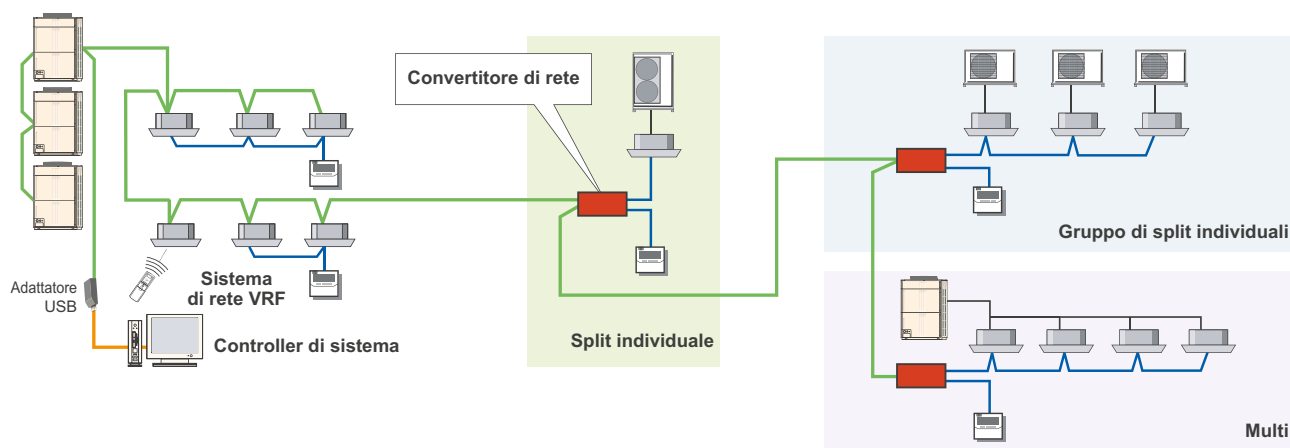 Convertitore di rete
Gruppo di split individuali
Adattatore
USB
Sistema
di rete VRF
Controller di sistema
Split individuale
Multi